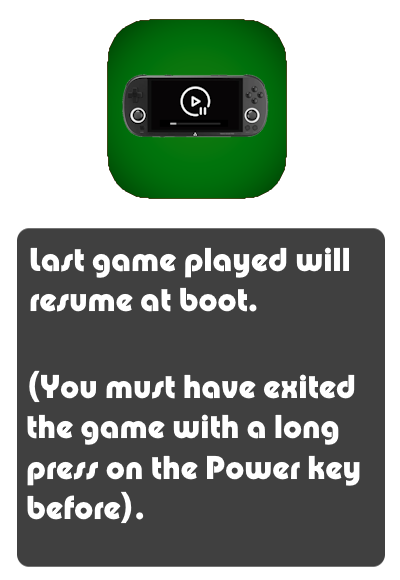 Last game played will
resume at boot.
(You must have exited
the game with a long
press on the Power key
before).